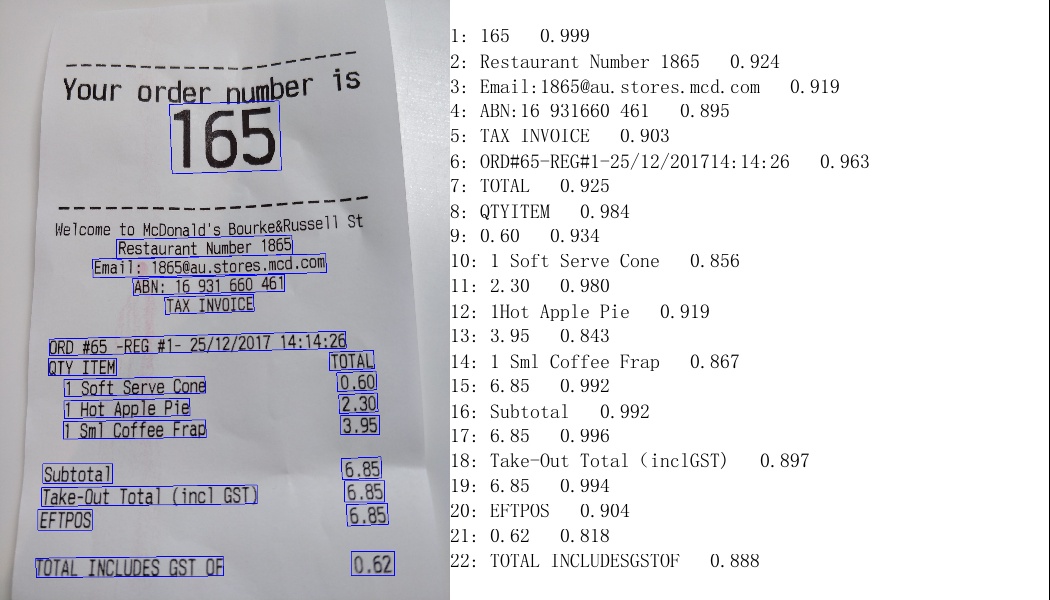 Your order number is
165
Welcome to McDonald's Bourke&Russell St
Restaurant Number 1865
Email: 1865@au.stores.mcd.com
ABN: 16 931 660 461
TAX INVOICE
ORD #65 -REG #1- 25/12/2017 14:14:26
QTY ITEM TOTAL
1 Soft Serve Cone 0.60
1 Hot Apple Pie 2.30
1 Sml Coffee Frap 3.95
Subtotal 6.85
Take-Out Total (incl GST) 6.85
EFTPOS 6.85
TOTAL INCLUDES GST OF 0.62
1: 165 0.999
2: Restaurant Number 1865 0.924
3: Email:1865@au.stores.mcd.com 0.919
4: ABN:16 931660 461 0.895
5: TAX INVOICE 0.903
6: ORD#65-REG#1-25/12/201714:14:26 0.963
7: TOTAL 0.925
8: QTYITEM 0.984
9: 0.60 0.934
10: 1 Soft Serve Cone 0.856
11: 2.30 0.980
12: 1Hot Apple Pie 0.919
13: 3.95 0.843
14: 1 Sml Coffee Frap 0.867
15: 6.85 0.992
16: Subtotal 0.992
17: 6.85 0.996
18: Take-Out Total (inclGST) 0.897
19: 6.85 0.994
20: EFTPOS 0.904
21: 0.62 0.818
22: TOTAL INCLUDESGSTOF 0.888